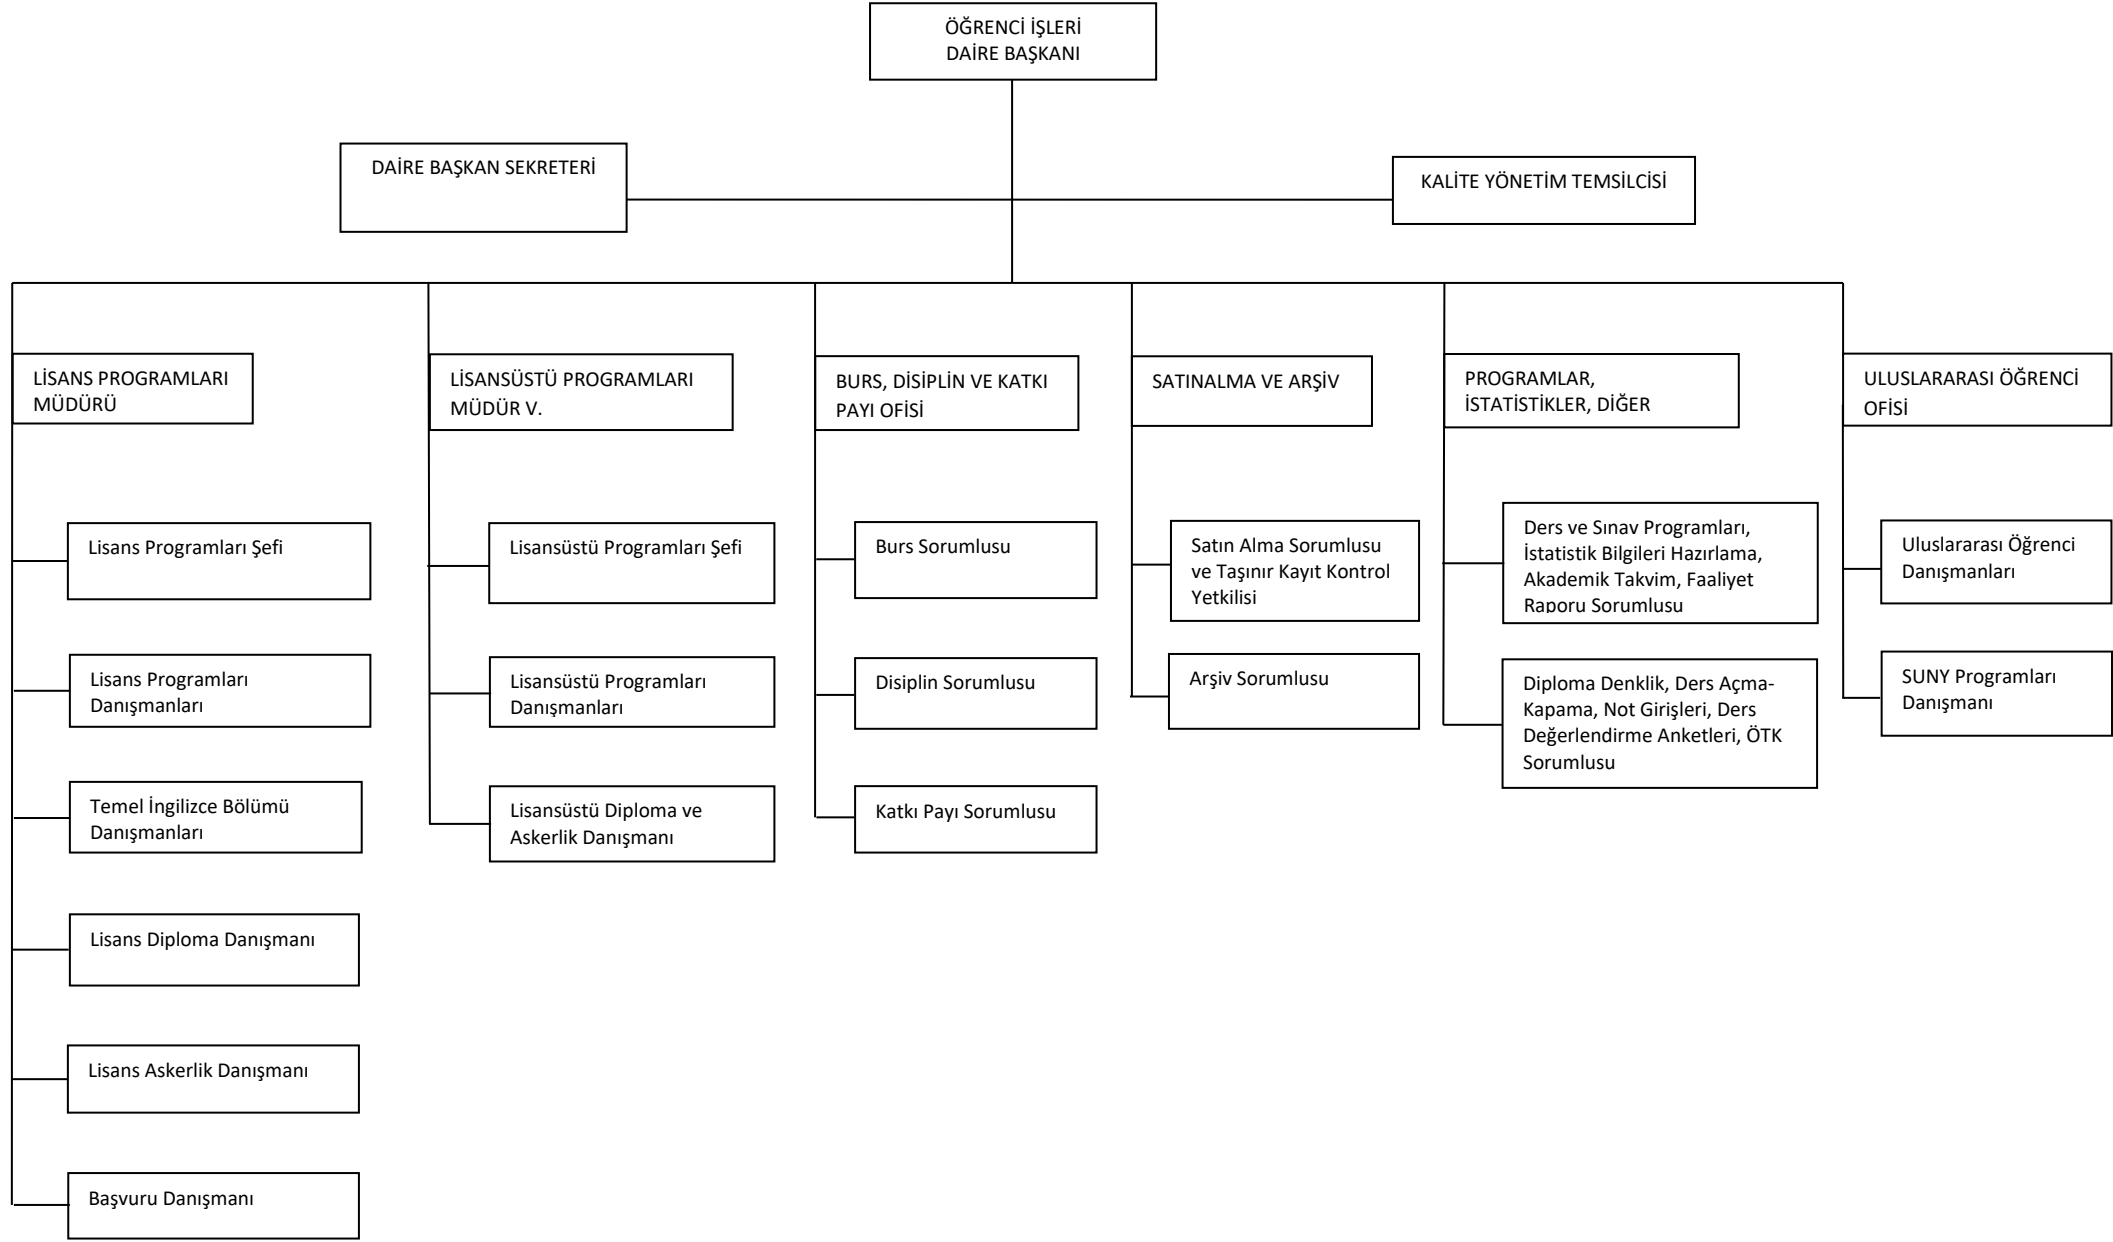 ÖĞRENCİ İŞLERİ
DAİRE BAŞKANI
DAİRE BAŞKAN SEKRETERİ
KALİTE YÖNETİM TEMSİLCİSİ
LİSANS PROGRAMLARI
MÜDÜRÜ
LİSANSÜSTÜ PROGRAMLARI
MÜDÜR V.
BURS, DİSİPLİN VE KATKI
PAYI OFİSİ
SATINALMA VE ARŞİV
PROGRAMLAR,
İSTATİSTİKLER, DİĞER
ULUSLARARASI ÖĞRENCİ
OFİSİ
Lisans Programları Şefi
Lisans Programları
Danışmanları
Temel İngilizce Bölümü
Danışmanları
Lisans Diploma Danışmanı
Lisans Askerlik Danışmanı
Başvuru Danışmanı
Lisansüstü Programları Şefi
Lisansüstü Programları
Danışmanları
Lisansüstü Diploma ve
Askerlik Danışmanı
Burs Sorumlusu
Disiplin Sorumlusu
Katkı Payı Sorumlusu
Satın Alma Sorumlusu
ve Taşınır Kayıt Kontrol
Yetkilisi
Arşiv Sorumlusu
Ders ve Sınav Programları,
İstatistik Bilgileri Hazırlama,
Akademik Takvim, Faaliyet
Raporu Sorumlusu
Diploma Denklik, Ders Açma-
Kapama, Not Girişleri, Ders
Değerlendirme Anketleri, ÖTK
Sorumlusu
Uluslararası Öğrenci
Danışmanları
SUNY Programları
Danışmanı